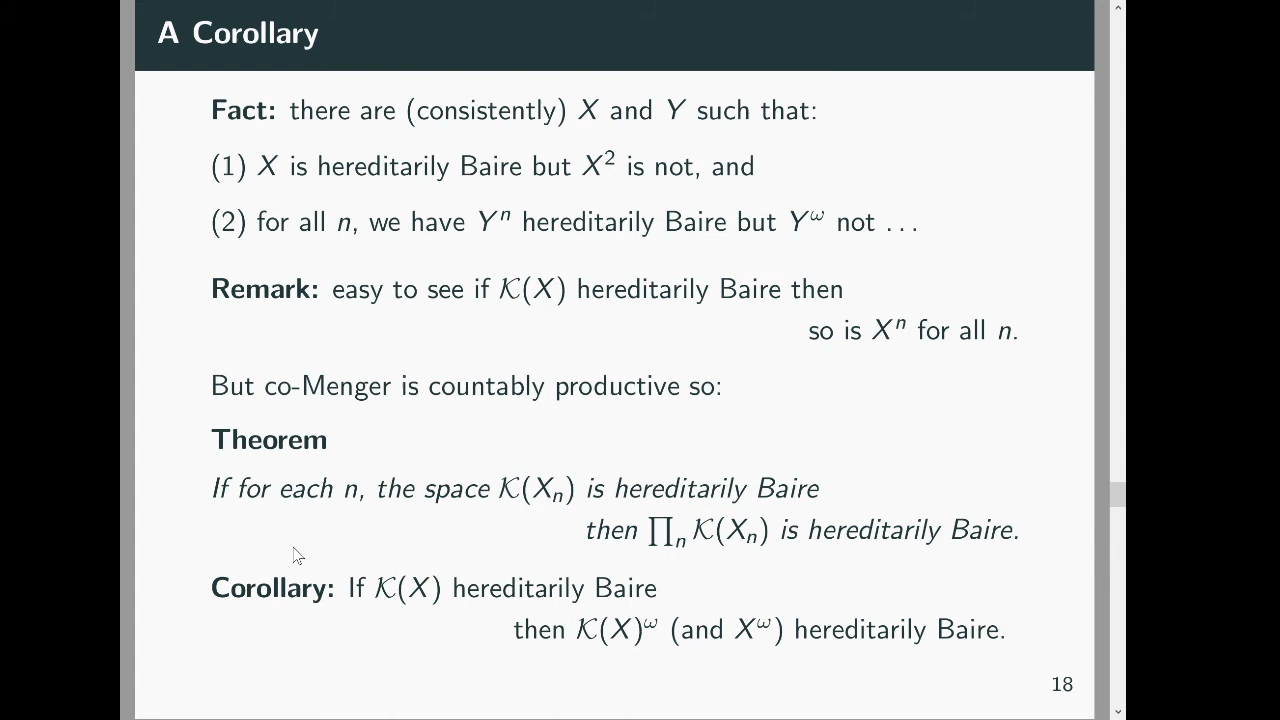 A Corollary
Fact: there are (consistently) X and Y such that:
(1) X is hereditarily Baire but X² is not, and
(2) for all n, we have Yⁿ hereditarily Baire but Y^ω not …
Remark: easy to see if 𝒦(X) hereditarily Baire then
so is Xⁿ for all n.
But co-Menger is countably productive so:
Theorem
If for each n, the space 𝒦(Xₙ) is hereditarily Baire
then ∏ₙ 𝒦(Xₙ) is hereditarily Baire.
Corollary: If 𝒦(X) hereditarily Baire
then 𝒦(X)^ω (and X^ω) hereditarily Baire.
18